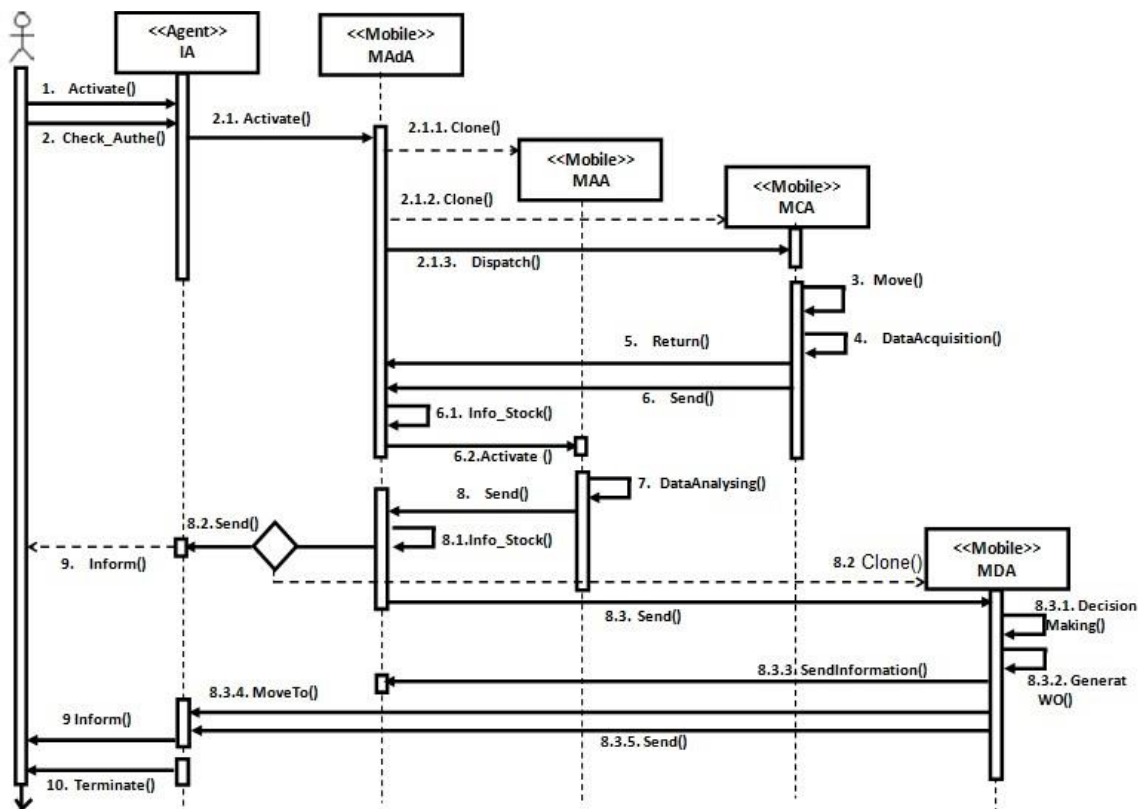 <<Agent>>
IA
<<Mobile>>
MAdA
1. Activate()
2. Check_Authe()
2.1. Activate()
2.1.1. Clone()
<<Mobile>>
MAA
<<Mobile>>
MCA
2.1.2. Clone()
2.1.3. Dispatch()
3. Move()
4. DataAcquisition()
5. Return()
6. Send()
6.1. Info_Stock()
6.2.Activate ()
7. DataAnalysing()
8. Send()
8.2.Send()
8.1.Info_Stock()
9. Inform()
8.2 Clone()
<<Mobile>>
MDA
8.3. Send()
8.3.1. Decision
Making()
8.3.3. SendInformation()
8.3.2. Generat
WO()
8.3.4. MoveTo()
9 Inform()
8.3.5. Send()
10. Terminate()